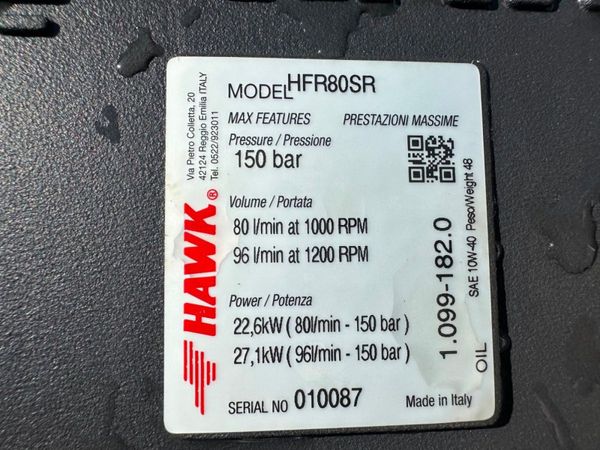 MODEL HFR80SR
MAX FEATURES PRESTAZIONI MASSIME
Pressure / Pressione
150 bar
Volume / Portata
80 l/min at 1000 RPM
96 l/min at 1200 RPM
Power / Potenza
22,6kW ( 80l/min - 150 bar )
27,1kW ( 96l/min - 150 bar )
SERIAL NO 010087
Made in Italy
HAWK®
Via Pietro Colletta, 20
42124 Reggio Emilia ITALY
Tel. 0522/923011
1.099-182.0
OIL SAE 10W-40 Peso/Weight 48